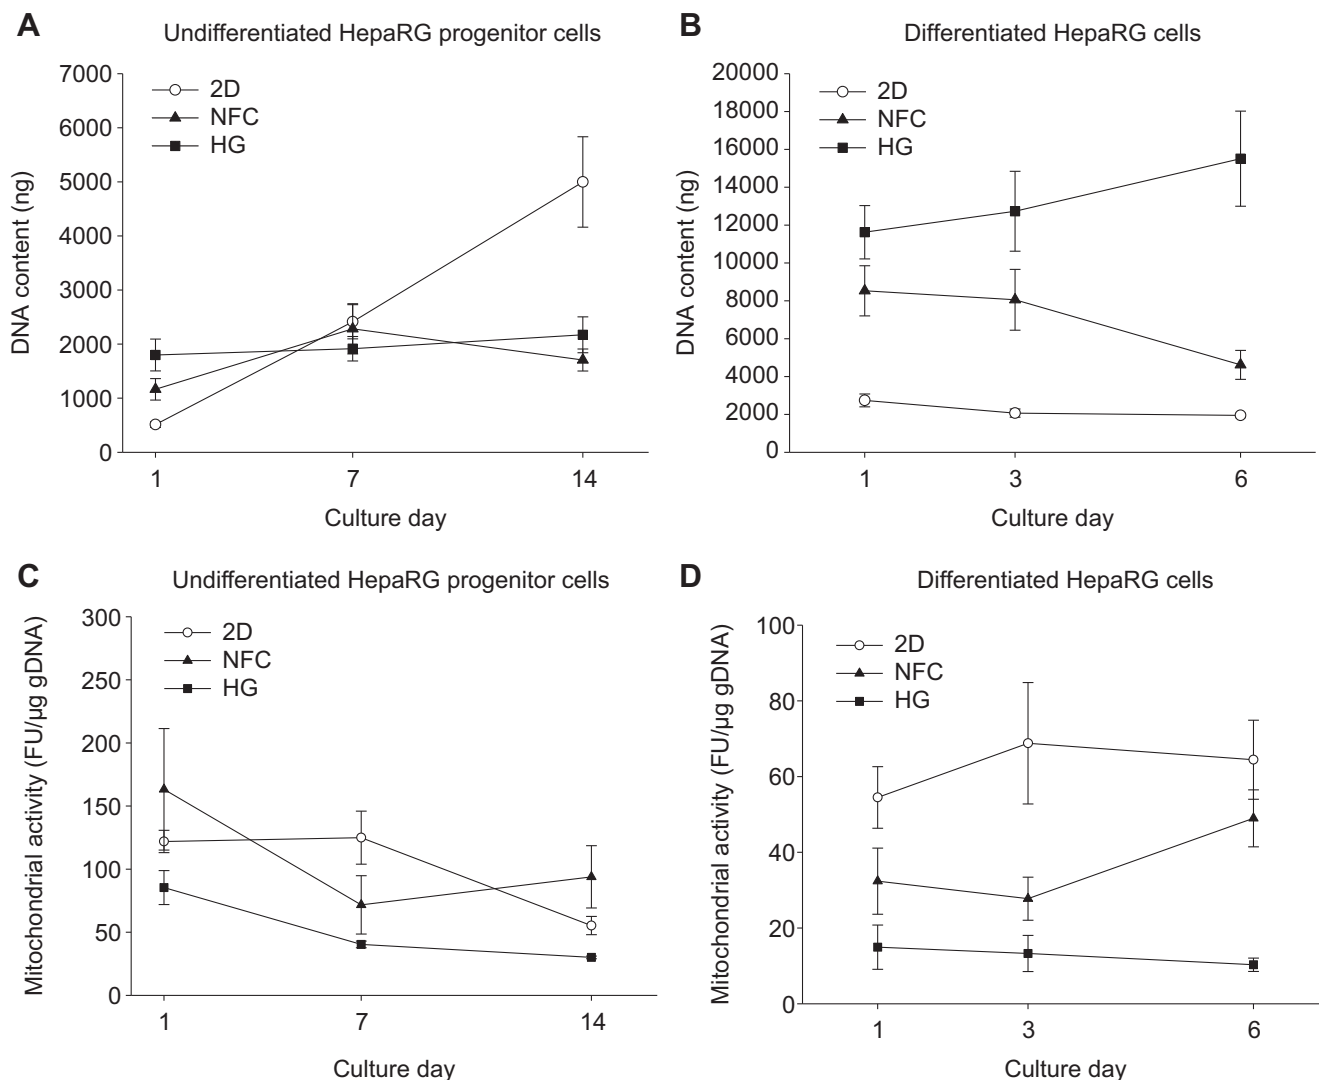 A
Undifferentiated HepaRG progenitor cells
7000
6000
5000
4000
3000
2000
1000
0
DNA content (ng)
2D
NFC
HG
1 7 14
Culture day
B
Differentiated HepaRG cells
20000
18000
16000
14000
12000
10000
8000
6000
4000
2000
0
DNA content (ng)
2D
NFC
HG
1 3 6
Culture day
C
Undifferentiated HepaRG progenitor cells
300
250
200
150
100
50
0
Mitochondrial activity (FU/µg gDNA)
2D
NFC
HG
1 7 14
Culture day
D
Differentiated HepaRG cells
100
80
60
40
20
0
Mitochondrial activity (FU/µg gDNA)
2D
NFC
HG
1 3 6
Culture day